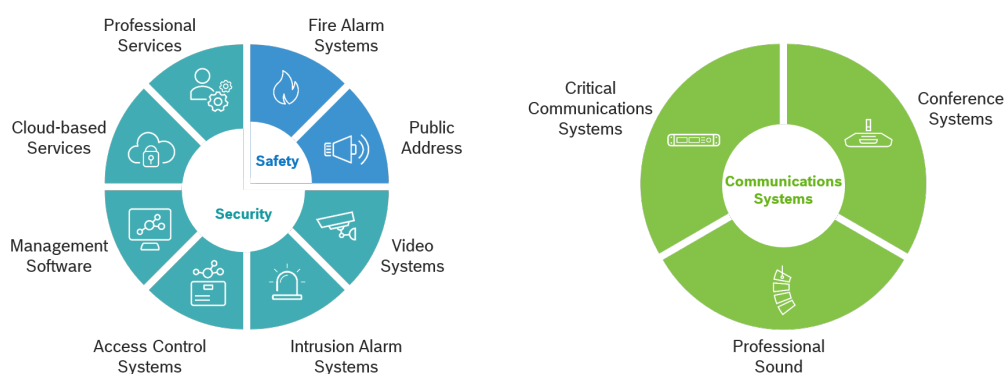 Professional
Services
Fire Alarm
Systems
Cloud-based
Services
Public
Address
Safety
Security
Management
Software
Video
Systems
Access Control
Systems
Intrusion Alarm
Systems
Critical
Communications
Systems
Conference
Systems
Communications
Systems
Professional
Sound